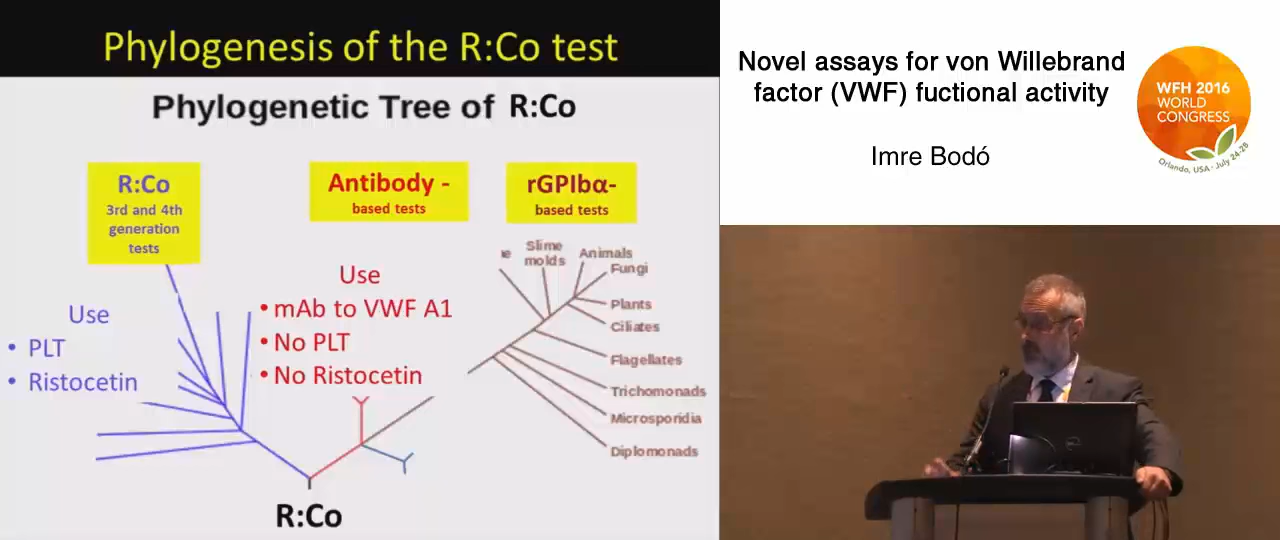 Phylogenesis of the R:Co test
Phylogenetic Tree of R:Co
R:Co
3rd and 4th
generation
tests
Antibody -
based tests
rGPIbα-
based tests
Use
• PLT
• Ristocetin
Use
• mAb to VWF A1
• No PLT
• No Ristocetin
Slime
molds
Animals
Fungi
Plants
Ciliates
Flagellates
Trichomonads
Microsporidia
Diplomonads
R:Co
Novel assays for von Willebrand
factor (VWF) fuctional activity
Imre Bodó
WFH 2016
WORLD
CONGRESS
Orlando, USA · July 24-28